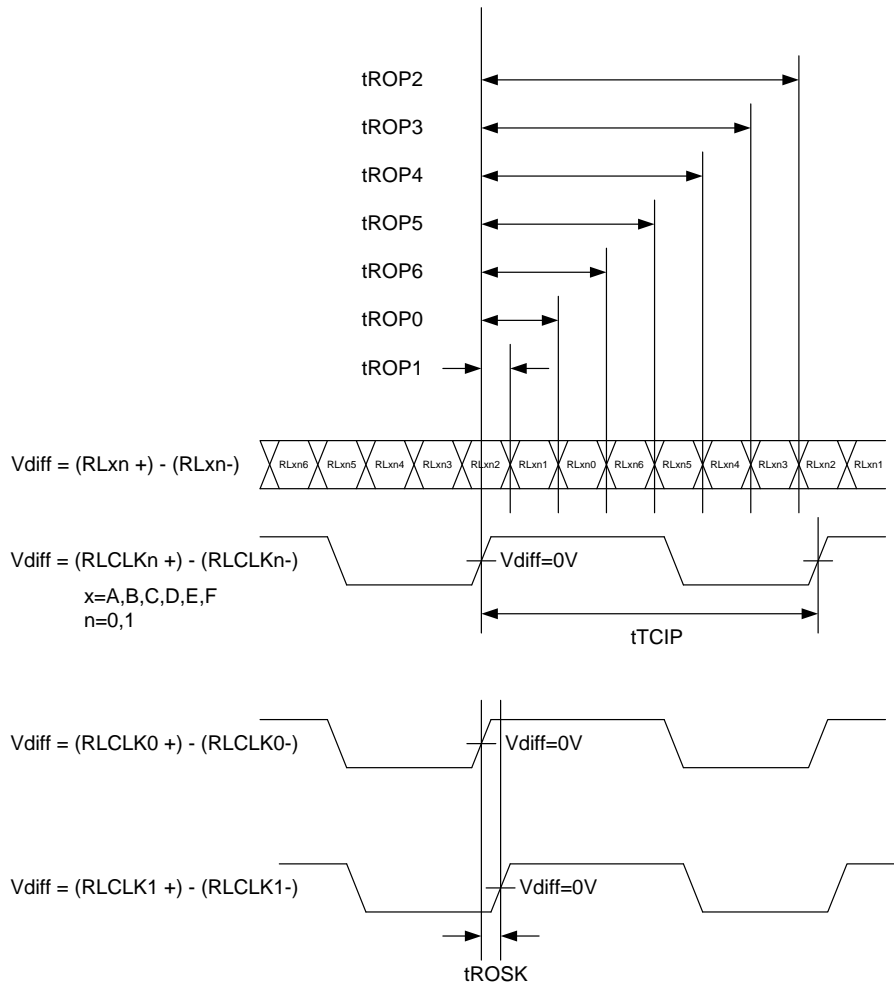 tROP2
tROP3
tROP4
tROP5
tROP6
tROP0
tROP1
Vdiff = (RLxn +) - (RLxn-) RLxn6 RLxn5 RLxn4 RLxn3 RLxn2 RLxn1 RLxn0 RLxn6 RLxn5 RLxn4 RLxn3 RLxn2 RLxn1
Vdiff = (RLCLKn +) - (RLCLKn-) Vdiff=0V
x=A,B,C,D,E,F
n=0,1
tTCIP
Vdiff = (RLCLK0 +) - (RLCLK0-) Vdiff=0V
Vdiff = (RLCLK1 +) - (RLCLK1-) Vdiff=0V
tROSK